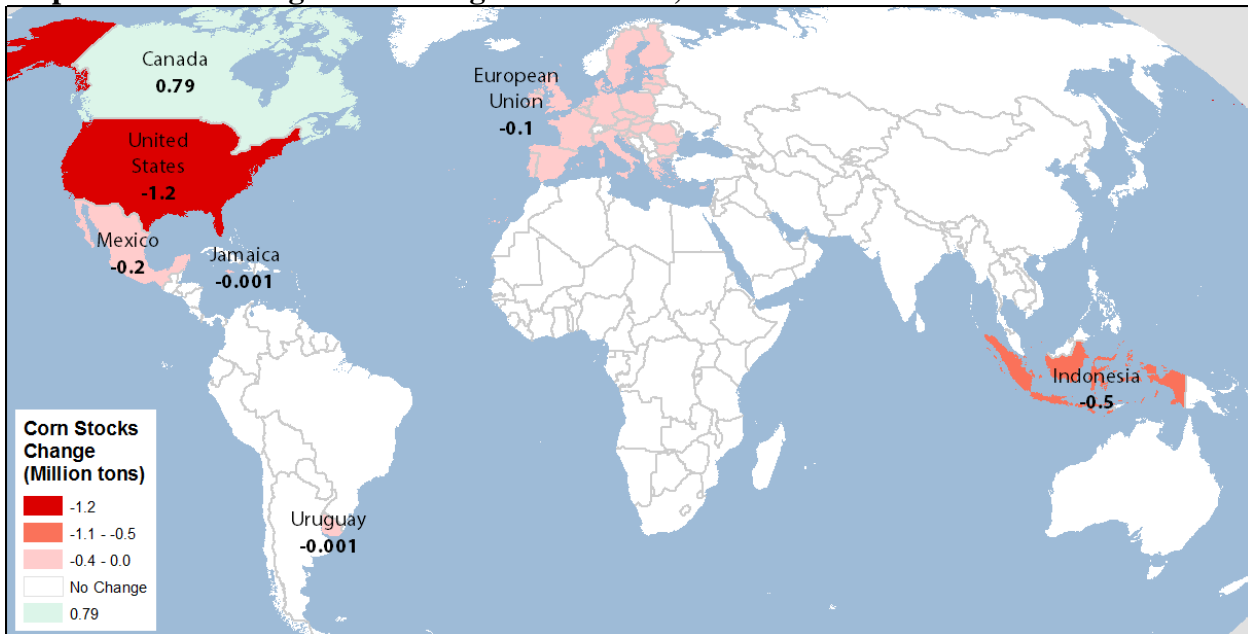 Canada
0.79
United
States
-1.2
Mexico
-0.2
Jamaica
-0.001
European
Union
-0.1
Indonesia
-0.5
Uruguay
-0.001
Corn Stocks
Change
(Million tons)
-1.2
-1.1 - -0.5
-0.4 - 0.0
No Change
0.79